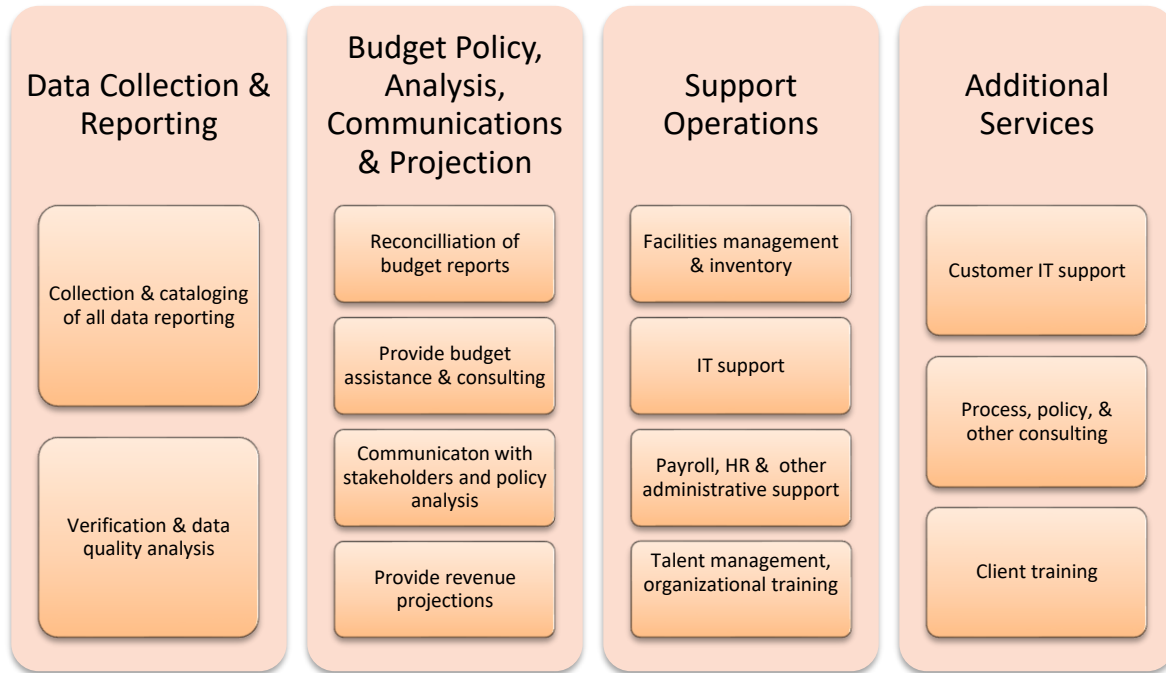 Data Collection &
Reporting
Collection & cataloging
of all data reporting
Verification & data
quality analysis
Budget Policy,
Analysis,
Communications
& Projection
Reconcilliation of
budget reports
Provide budget
assistance & consulting
Communicaton with
stakeholders and policy
analysis
Provide revenue
projections
Support
Operations
Facilities management
& inventory
IT support
Payroll, HR & other
administrative support
Talent management,
organizational training
Additional
Services
Customer IT support
Process, policy, &
other consulting
Client training